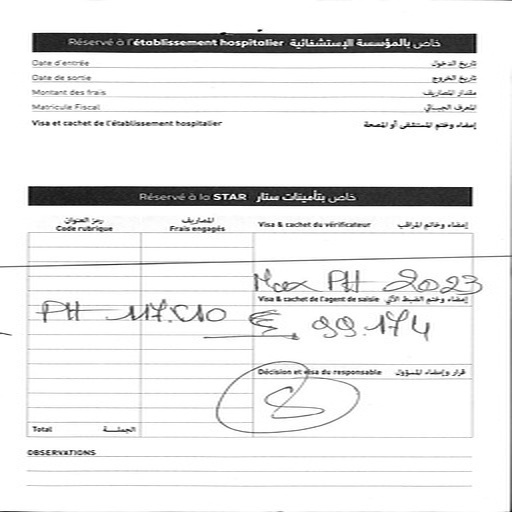 Réservé à l'établissement hospitalier خاص بالمؤسسة الإستشفائية
Date d'entrée تاريخ الدخول
Date de sortie تاريخ الخروج
Montant des frais مقدار المصاريف
Matricule Fiscal المعرف الجبائي
Visa et cachet de l'établissement hospitalier إمضاء وختم المستشفى أو المصحة
Réservé à la STAR خاص بتأمينات ستار
رمز العنوان المصاريف
Code rubrique Frais engagés Visa & cachet du vérificateur إمضاء وخاتم المراقب
Max PH 2023
Visa & cachet de l'agent de saisie إمضاء وختم الضبط الآلي
PH 99.174
Décision et visa du responsable قرار وإمضاء المسؤول
Total الجملة
OBSERVATIONS